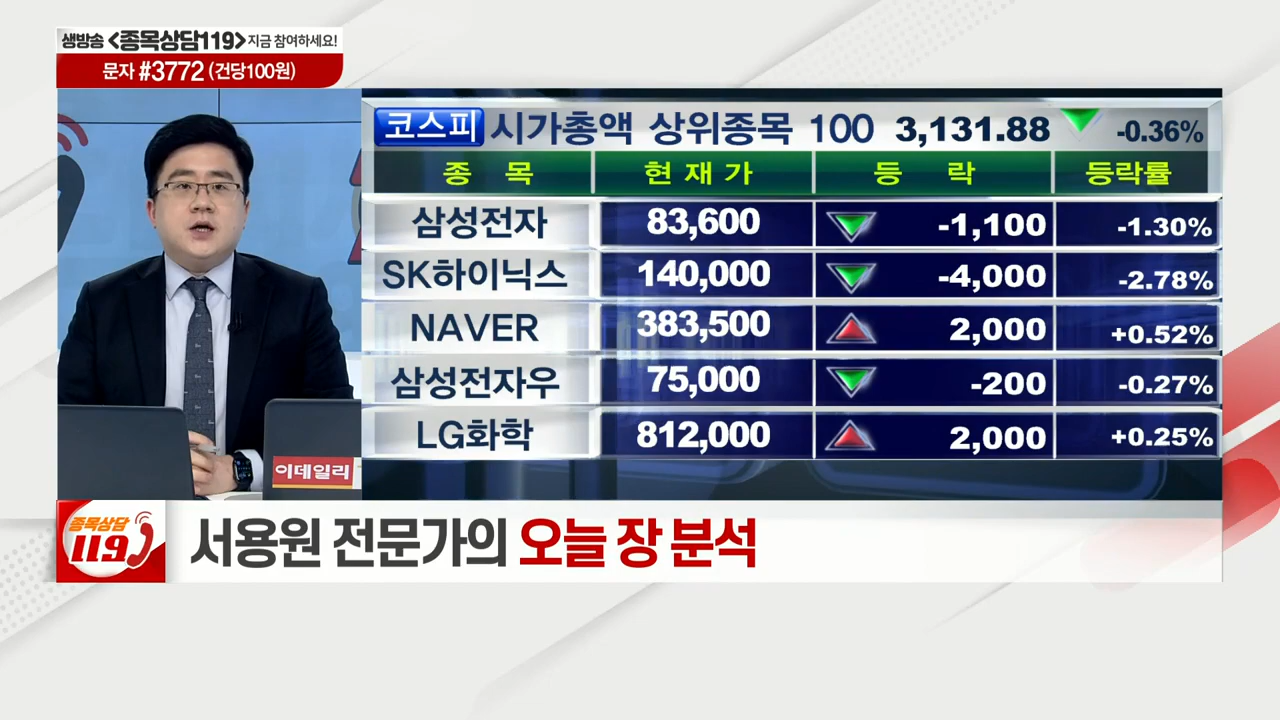 생방송 <종목상담119> 지금 참여하세요!
문자 #3772 (건당100원)
코스피 시가총액 상위종목 100 3,131.88 -0.36%
종 목 현 재 가 등 락 등락률
삼성전자 83,600 -1,100 -1.30%
SK하이닉스 140,000 -4,000 -2.78%
NAVER 383,500 2,000 +0.52%
삼성전자우 75,000 -200 -0.27%
LG화학 812,000 2,000 +0.25%
이데일리
종목상담
119
서용원 전문가의 오늘 장 분석